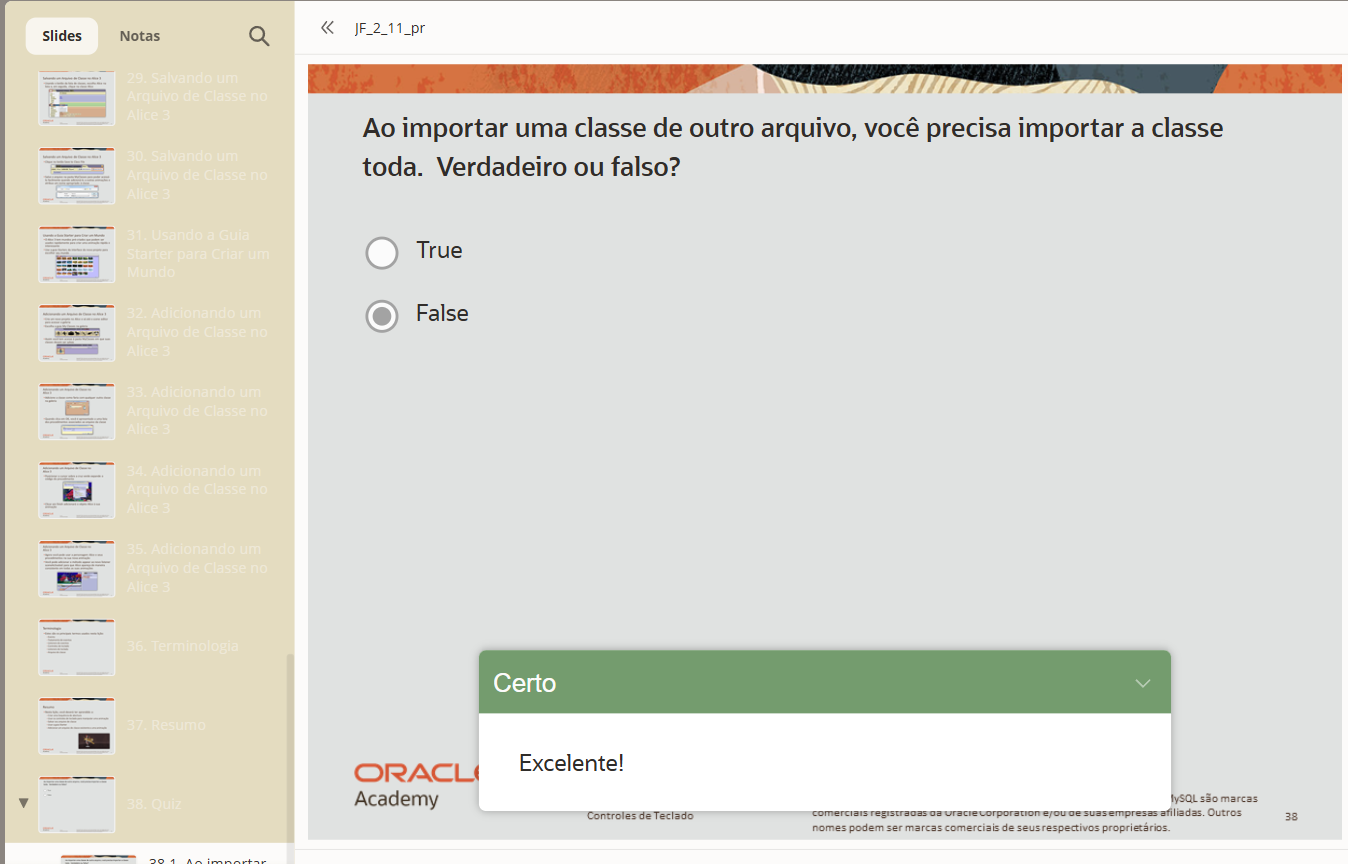 Slides
Notas
JF_2_11_pr
29. Salvando um
Arquivo de Classe no
Alice 3
30. Salvando um
Arquivo de Classe no
Alice 3
31. Usando a Guia
Starter para Criar um
Mundo
32. Adicionando um
Arquivo de Classe no
Alice 3
33. Adicionando um
Arquivo de Classe no
Alice 3
34. Adicionando um
Arquivo de Classe no
Alice 3
35. Adicionando um
Arquivo de Classe no
Alice 3
36. Terminologia
37. Resumo
38. Quiz
38.1. Ao importar
Ao importar uma classe de outro arquivo, você precisa importar a classe
toda. Verdadeiro ou falso?
True
False
Certo
Excelente!
ORACL
Academy
Controles de Teclado
MySQL são marcas
comerciais registradas da Oracle Corporation e/ou de suas empresas afiliadas. Outros
nomes podem ser marcas comerciais de seus respectivos proprietários.
38